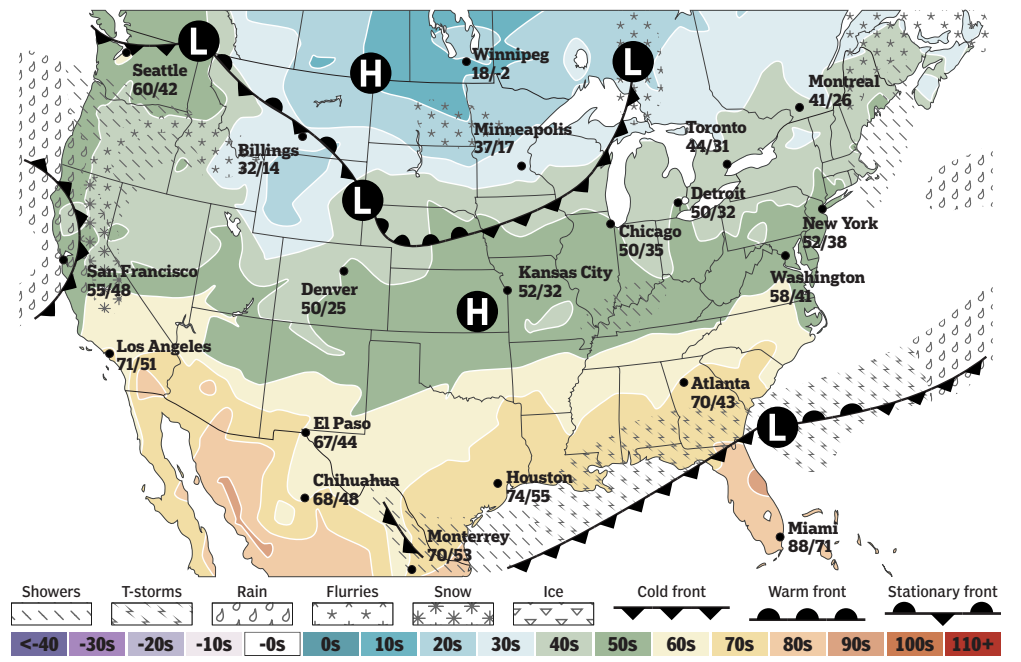 L
H
L
Winnipeg
18/-2
Seattle
60/42
Montreal
41/26
Minneapolis
37/17
Toronto
44/31
Billings
32/14
L
Detroit
50/32
New York
52/38
Chicago
50/35
San Francisco
55/48
Denver
50/25
Kansas City
52/32
Washington
58/41
H
Los Angeles
71/51
Atlanta
70/43
El Paso
67/44
L
Chihuahua
68/48
Houston
74/55
Monterrey
70/53
Miami
88/71
Showers T-storms Rain Flurries Snow Ice Cold front Warm front Stationary front
<-40 -30s -20s -10s -0s 0s 10s 20s 30s 40s 50s 60s 70s 80s 90s 100s 110+